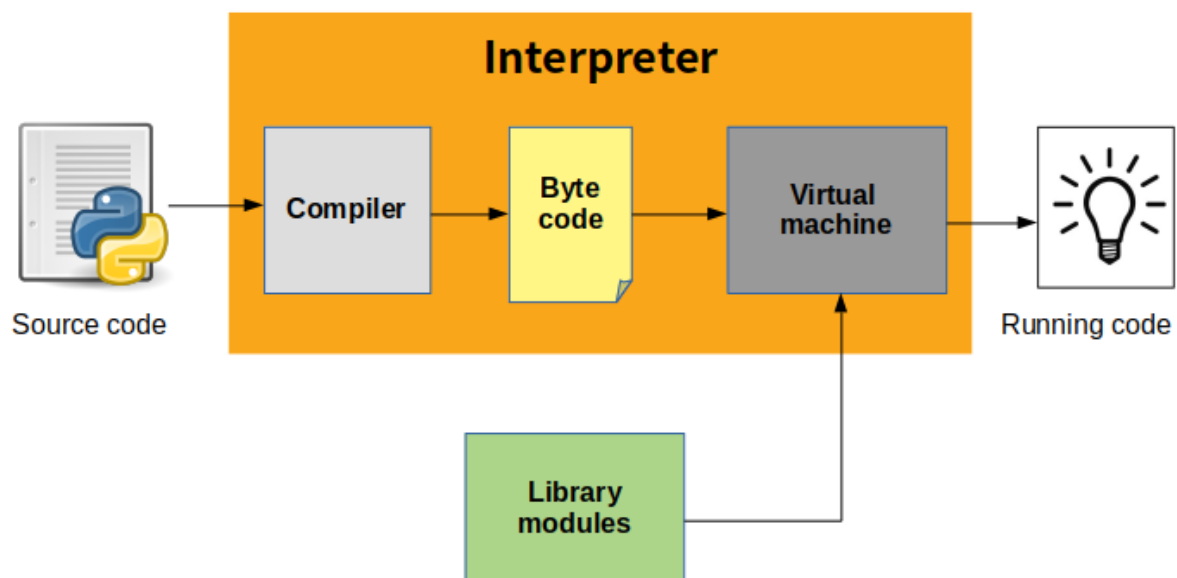 Interpreter
Compiler
Byte
code
Virtual
machine
Source code
Running code
Library
modules